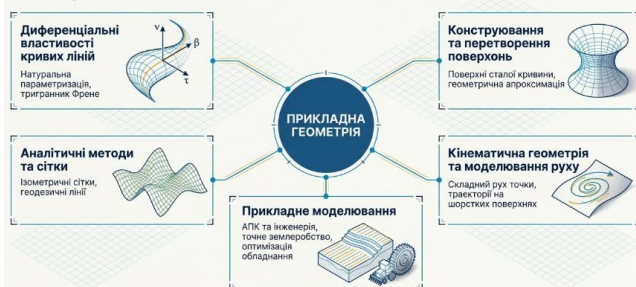 Диференціальні
властивості
кривих ліній
Натуральна
параметризація,
тригранник Френе
ν
β
τ
Конструювання
та перетворення
поверхонь
Поверхні сталої кривини,
геометрична апроксимація
ПРИКЛАДНА
ГЕОМЕТРІЯ
Аналітичні методи
та сітки
Ізометричні сітки,
геодезичні лінії
Кінематична геометрія
та моделювання руху
Складний рух точки,
траєкторії на
шорстких поверхнях
Прикладне моделювання
АПК та інженерія,
точне землеробство,
оптимізація
обладнання